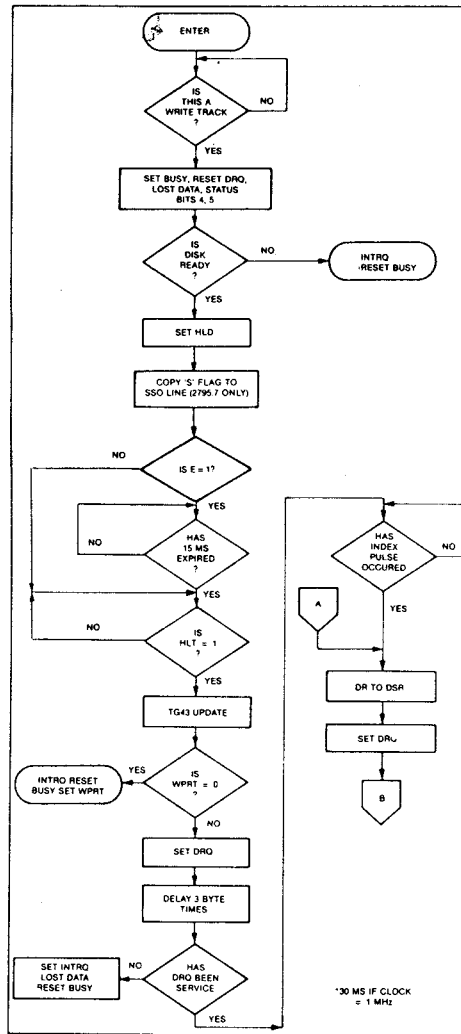 ENTER
IS
THIS A
WRITE TRACK
?
NO
YES
SET BUSY, RESET DRQ,
LOST DATA, STATUS
BITS 4, 5
IS
DISK
READY
?
NO
INTRQ
RESET BUSY
YES
SET HLD
COPY 'S' FLAG TO
SSO LINE (2795.7 ONLY)
IS E = 1?
NO
YES
HAS
15 MS
EXPIRED
?
NO
YES
IS
HLT = 1
?
NO
YES
TG43 UPDATE
IS
WPRT = 0
?
YES
INTRO RESET
BUSY SET WPRT
NO
SET DRQ
DELAY 3 BYTE
TIMES
HAS
DRQ BEEN
SERVICE
NO
SET INTRQ
LOST DATA
RESET BUSY
YES
HAS
INDEX
PULSE
OCCURED
NO
YES
A
DR TO DSR
SET DRQ
B
*30 MS IF CLOCK
= 1 MHz